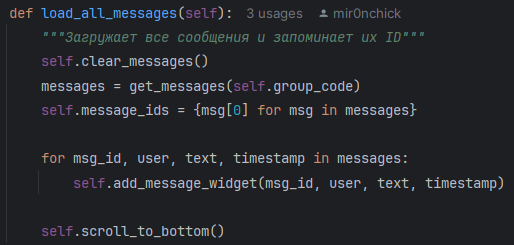 def load_all_messages(self): 3 usages mir0nchick
"""Загружает все сообщения и запоминает их ID"""
self.clear_messages()
messages = get_messages(self.group_code)
self.message_ids = {msg[0] for msg in messages}
for msg_id, user, text, timestamp in messages:
self.add_message_widget(msg_id, user, text, timestamp)
self.scroll_to_bottom()